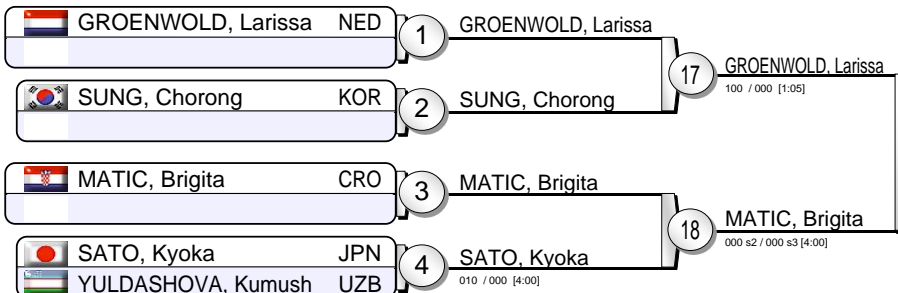 GROENWOLD, Larissa NED
1
GROENWOLD, Larissa
17
GROENWOLD, Larissa
100 / 000 [1:05]
SUNG, Chorong KOR
2
SUNG, Chorong
MATIC, Brigita CRO
3
MATIC, Brigita
18
MATIC, Brigita
000 s2 / 000 s3 [4:00]
SATO, Kyoka JPN
YULDASHOVA, Kumush UZB
4
SATO, Kyoka
010 / 000 [4:00]